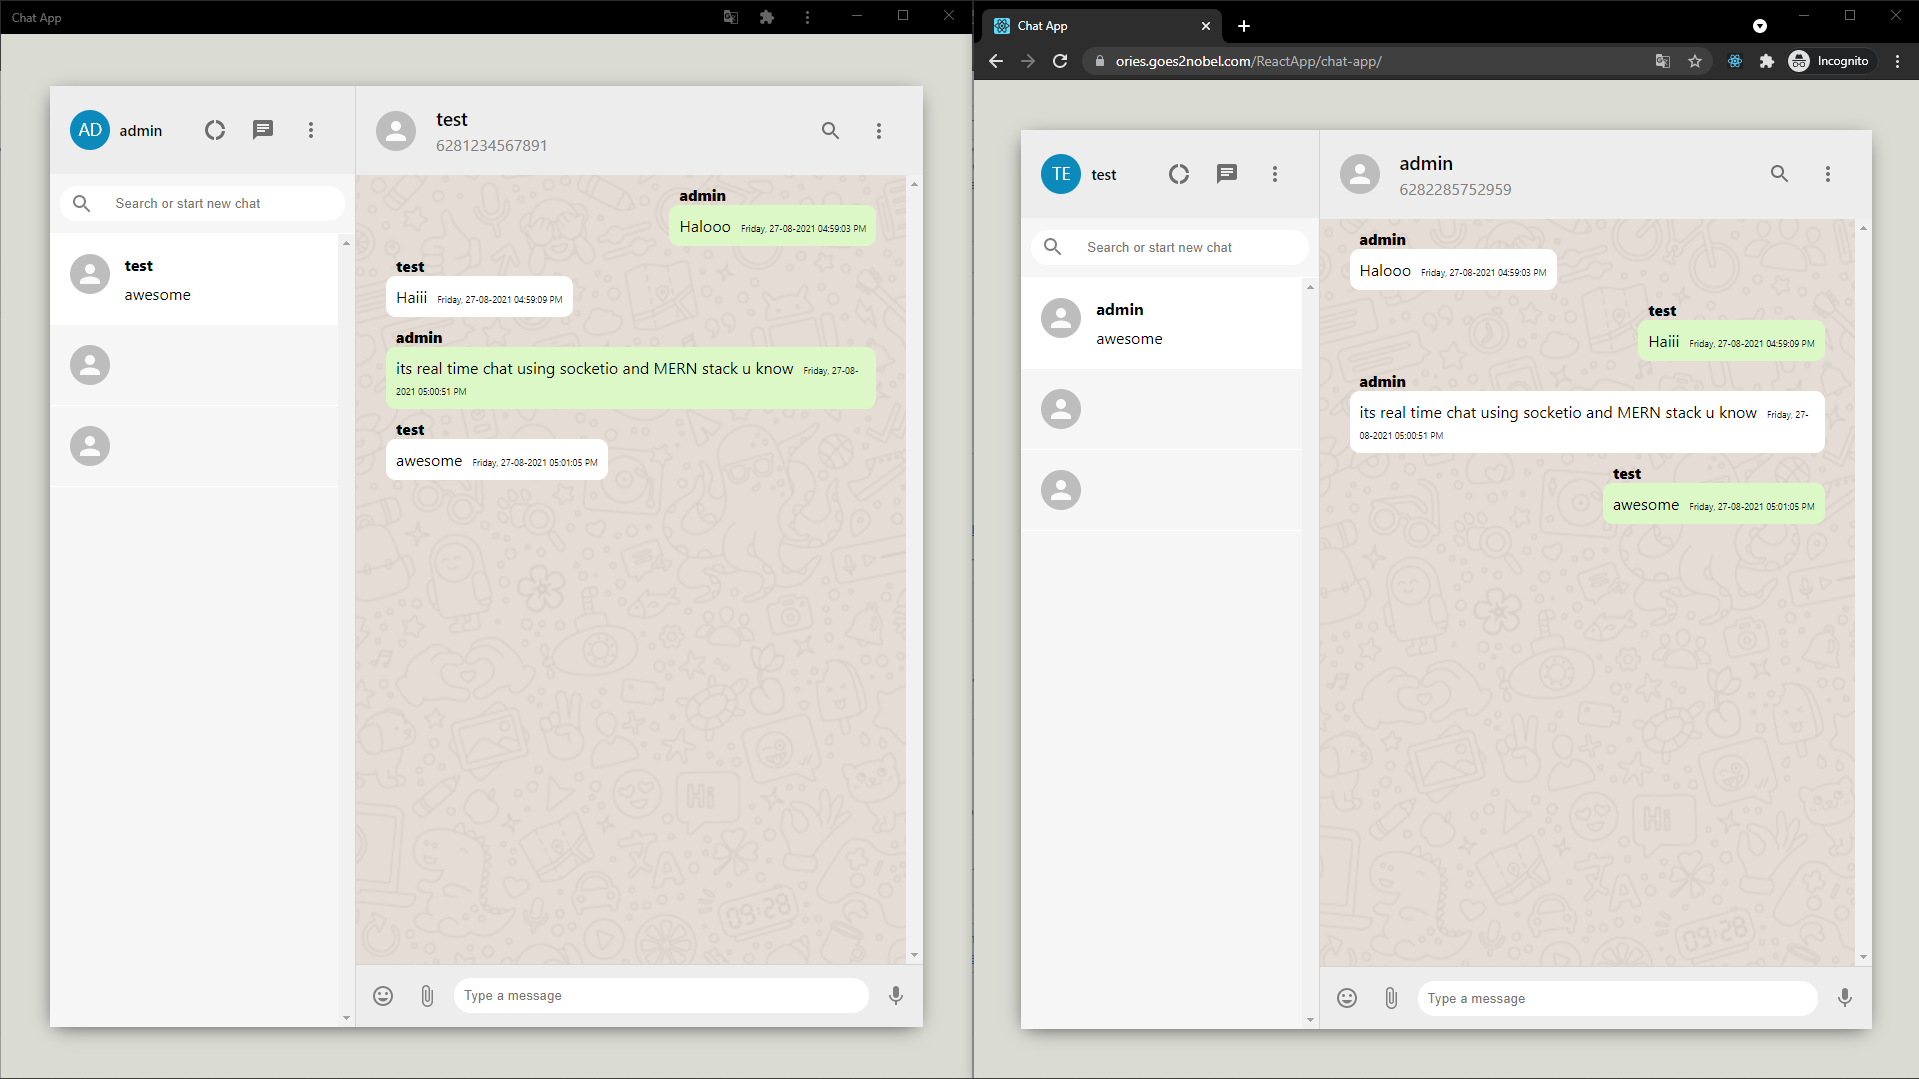 Chat App
AD
admin
Search or start new chat
test
awesome
test
6281234567891
admin
Halooo Friday, 27-08-2021 04:59:03 PM
test
Haiii Friday, 27-08-2021 04:59:09 PM
admin
its real time chat using socketio and MERN stack u know Friday, 27-08-
2021 05:00:51 PM
test
awesome Friday, 27-08-2021 05:01:05 PM
Hi
03:28
Type a message
Chat App
ories.goes2nobel.com/ReactApp/chat-app/
Incognito
TE
test
Search or start new chat
admin
awesome
admin
6282285752959
admin
Halooo Friday, 27-08-2021 04:59:03 PM
test
Haiii Friday, 27-08-2021 04:59:09 PM
admin
its real time chat using socketio and MERN stack u know Friday, 27-
08-2021 05:00:51 PM
test
awesome Friday, 27-08-2021 05:01:05 PM
Hi
09:28
Type a message